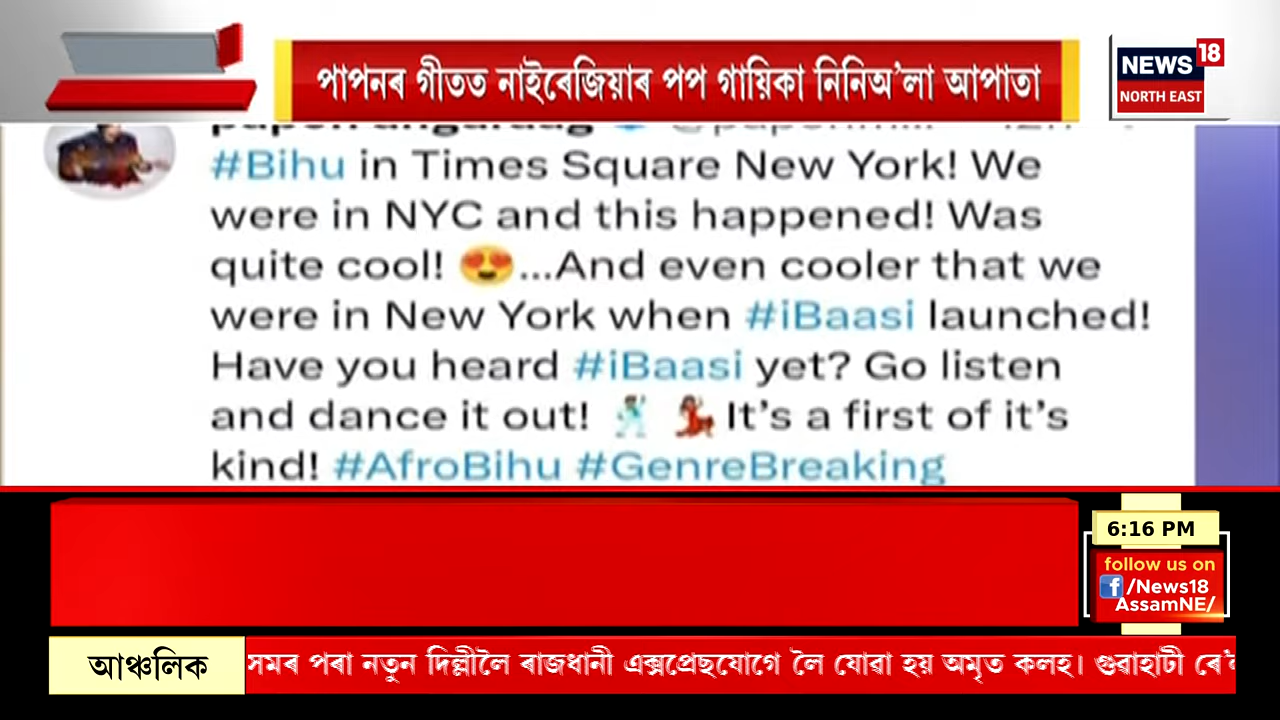 পাপনৰ গীতত নাইৰেজিয়াৰ পপ গায়িকা নিনিঅ'লা আপাতা
NEWS 18
NORTH EAST
#Bihu in Times Square New York! We
were in NYC and this happened! Was
quite cool! 😍...And even cooler that we
were in New York when #iBaasi launched!
Have you heard #iBaasi yet? Go listen
and dance it out! 🕺 💃 It's a first of it's
kind! #AfroBihu #GenreBreaking
6:16 PM
follow us on
f/News18
AssamNE/
আঞ্চলিক
সমৰ পৰা নতুন দিল্লীলৈ ৰাজধানী এক্সপ্ৰেছযোগে লৈ যোৱা হয় অমৃত কলহ। গুৱাহাটী